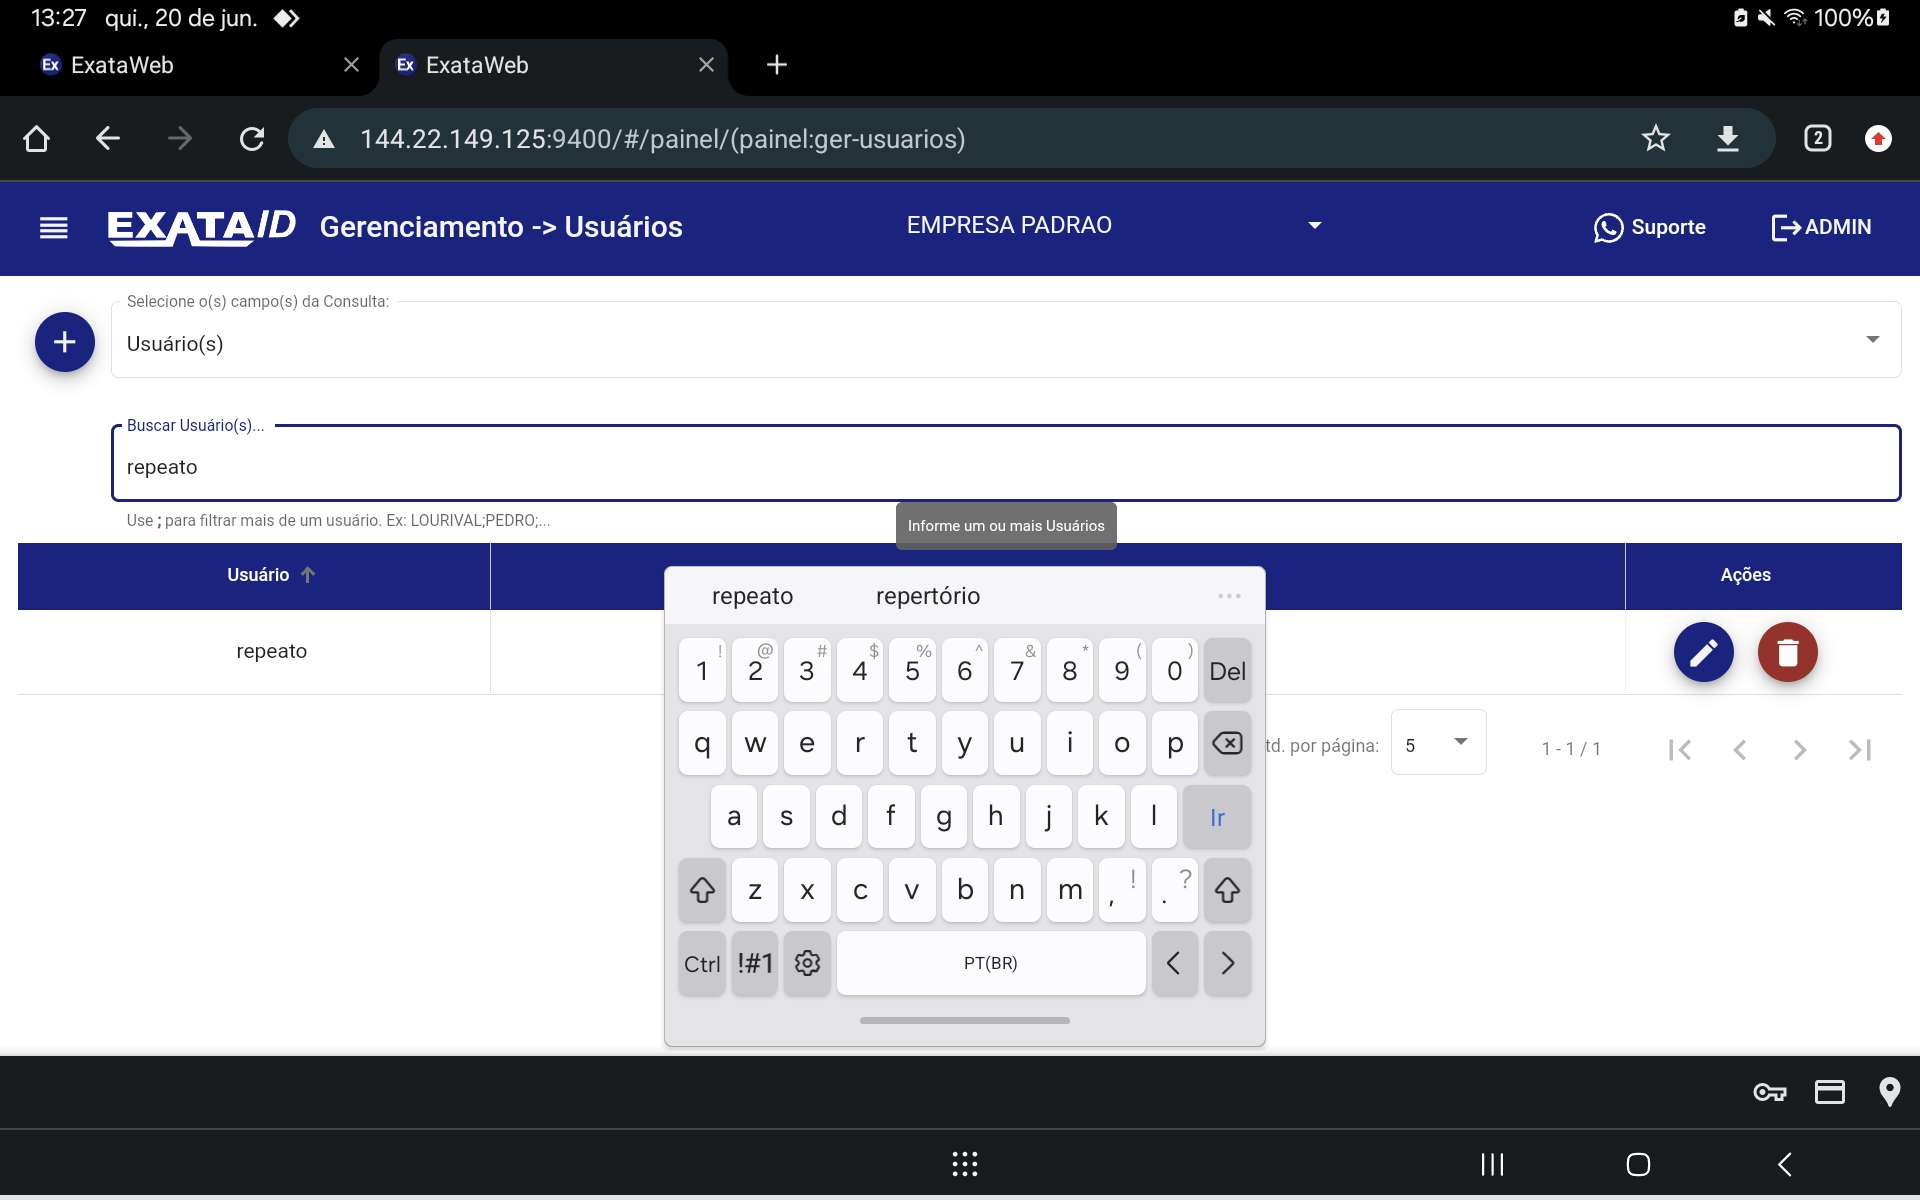 13:27 qui., 20 de jun. 100%
Ex ExataWeb Ex ExataWeb
144.22.149.125:9400/#/painel/(painel:ger-usuarios) 2
EXATA/ID Gerenciamento -> Usuários EMPRESA PADRAO Suporte ADMIN
Selecione o(s) campo(s) da Consulta:
Usuário(s)
Buscar Usuário(s)...
repeato
Use ; para filtrar mais de um usuário. Ex: LOURIVAL;PEDRO;...
Informe um ou mais Usuários
Usuário Ações
repeato
repeato repertório ...
! @ # $ % ^ & * ( )
1 2 3 4 5 6 7 8 9 0 Del
q w e r t y u i o p
td. por página: 5 1 - 1 / 1
a s d f g h j k l Ir
z x c v b n m , ! . ?
Ctrl !#1 PT(BR) < >